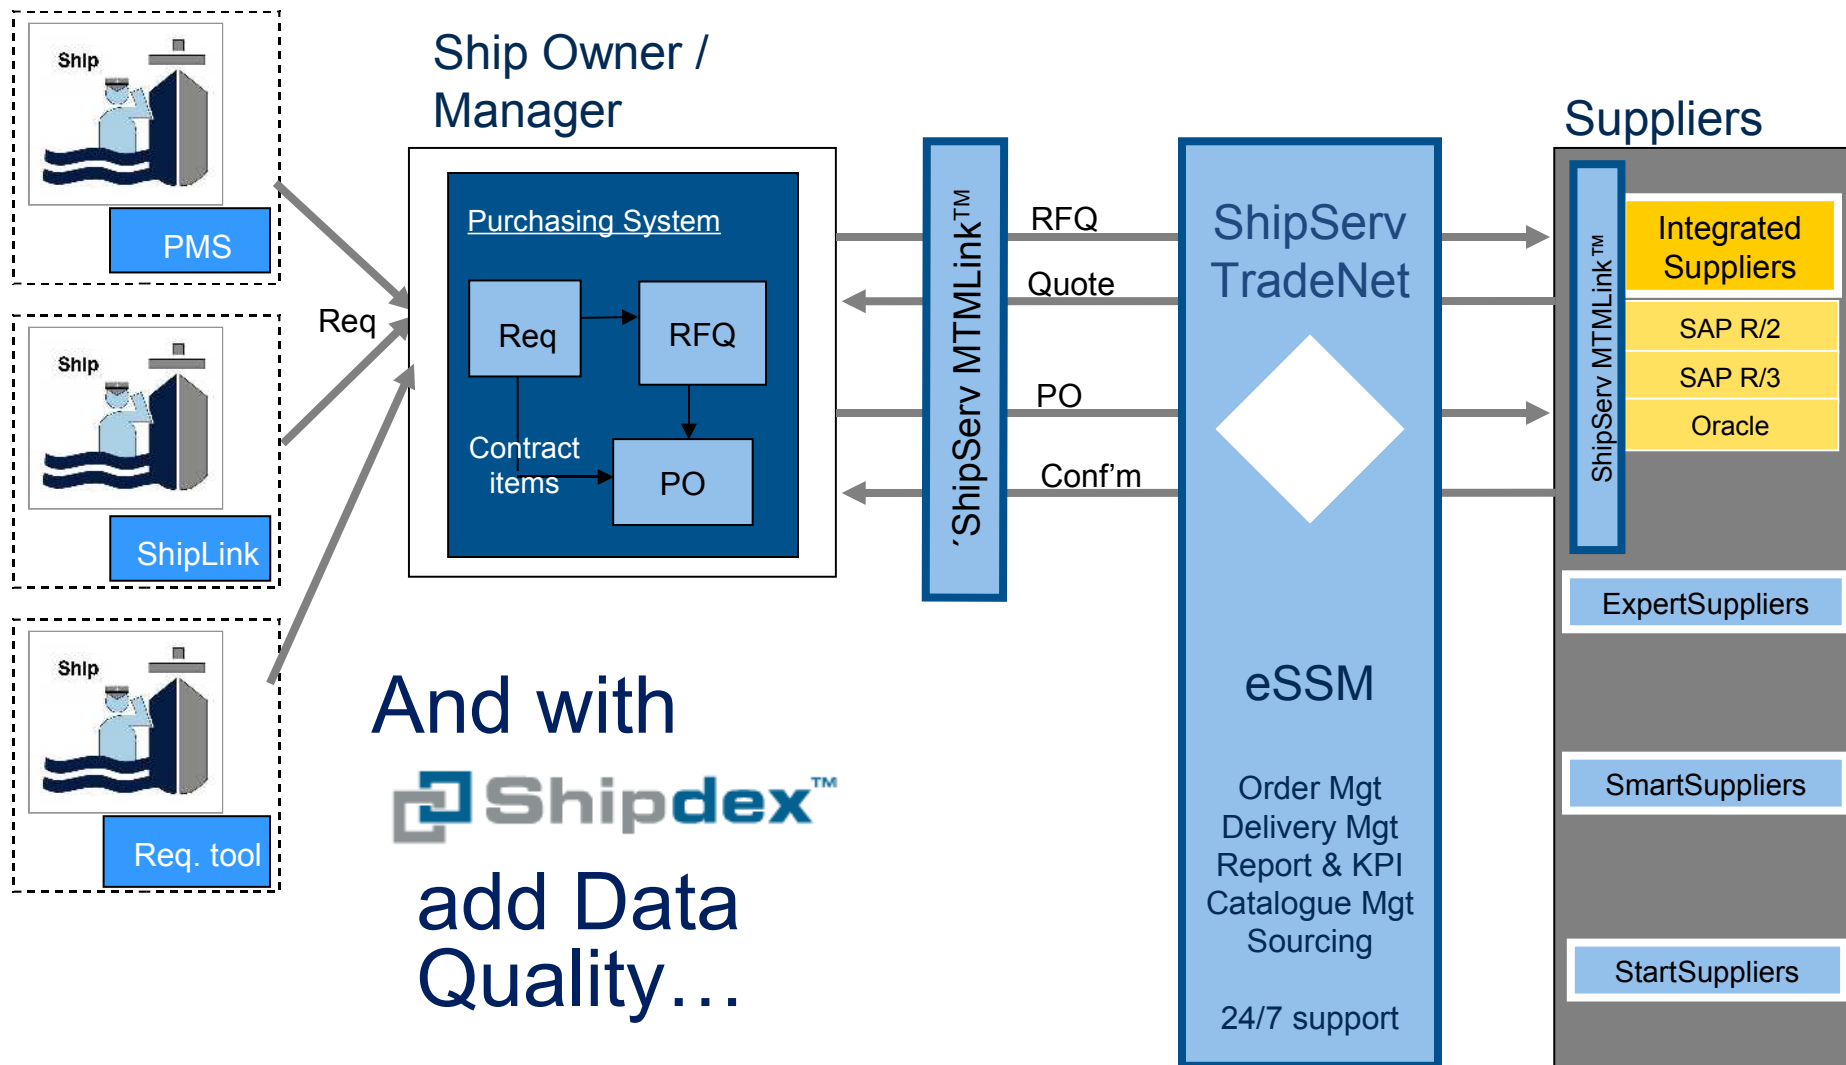 Ship
PMS
Ship
ShipLink
Ship
Req. tool
Req
Ship Owner /
Manager
Purchasing System
Req
RFQ
Contract
items
PO
And with
Shipdex™
add Data
Quality…
´ShipServ MTMLink™
RFQ
Quote
PO
Conf’m
ShipServ
TradeNet
eSSM
Order Mgt
Delivery Mgt
Report & KPI
Catalogue Mgt
Sourcing
24/7 support
Suppliers
ShipServ MTMLink™
Integrated
Suppliers
SAP R/2
SAP R/3
Oracle
ExpertSuppliers
SmartSuppliers
StartSuppliers